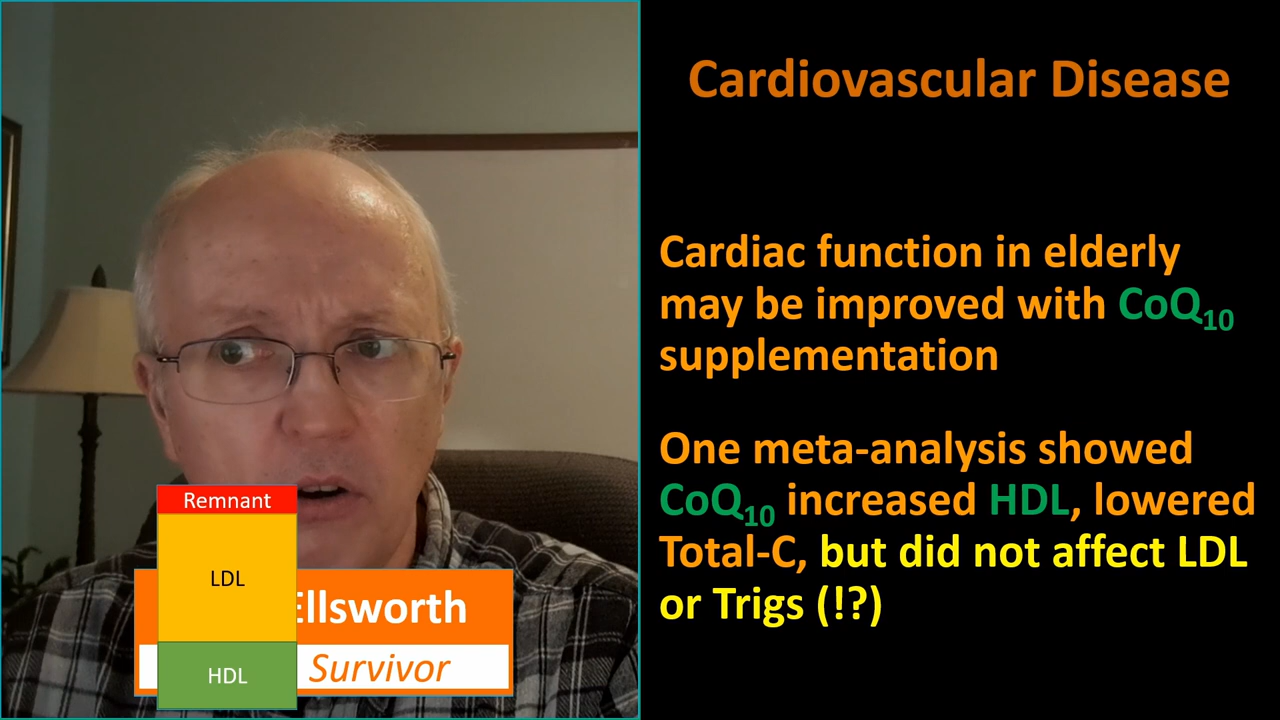 Cardiovascular Disease
Cardiac function in elderly
may be improved with CoQ10
supplementation
One meta-analysis showed
CoQ10 increased HDL, lowered
Total-C, but did not affect LDL
or Trigs (!?)
Remnant
LDL
HDL
Ellsworth
Survivor